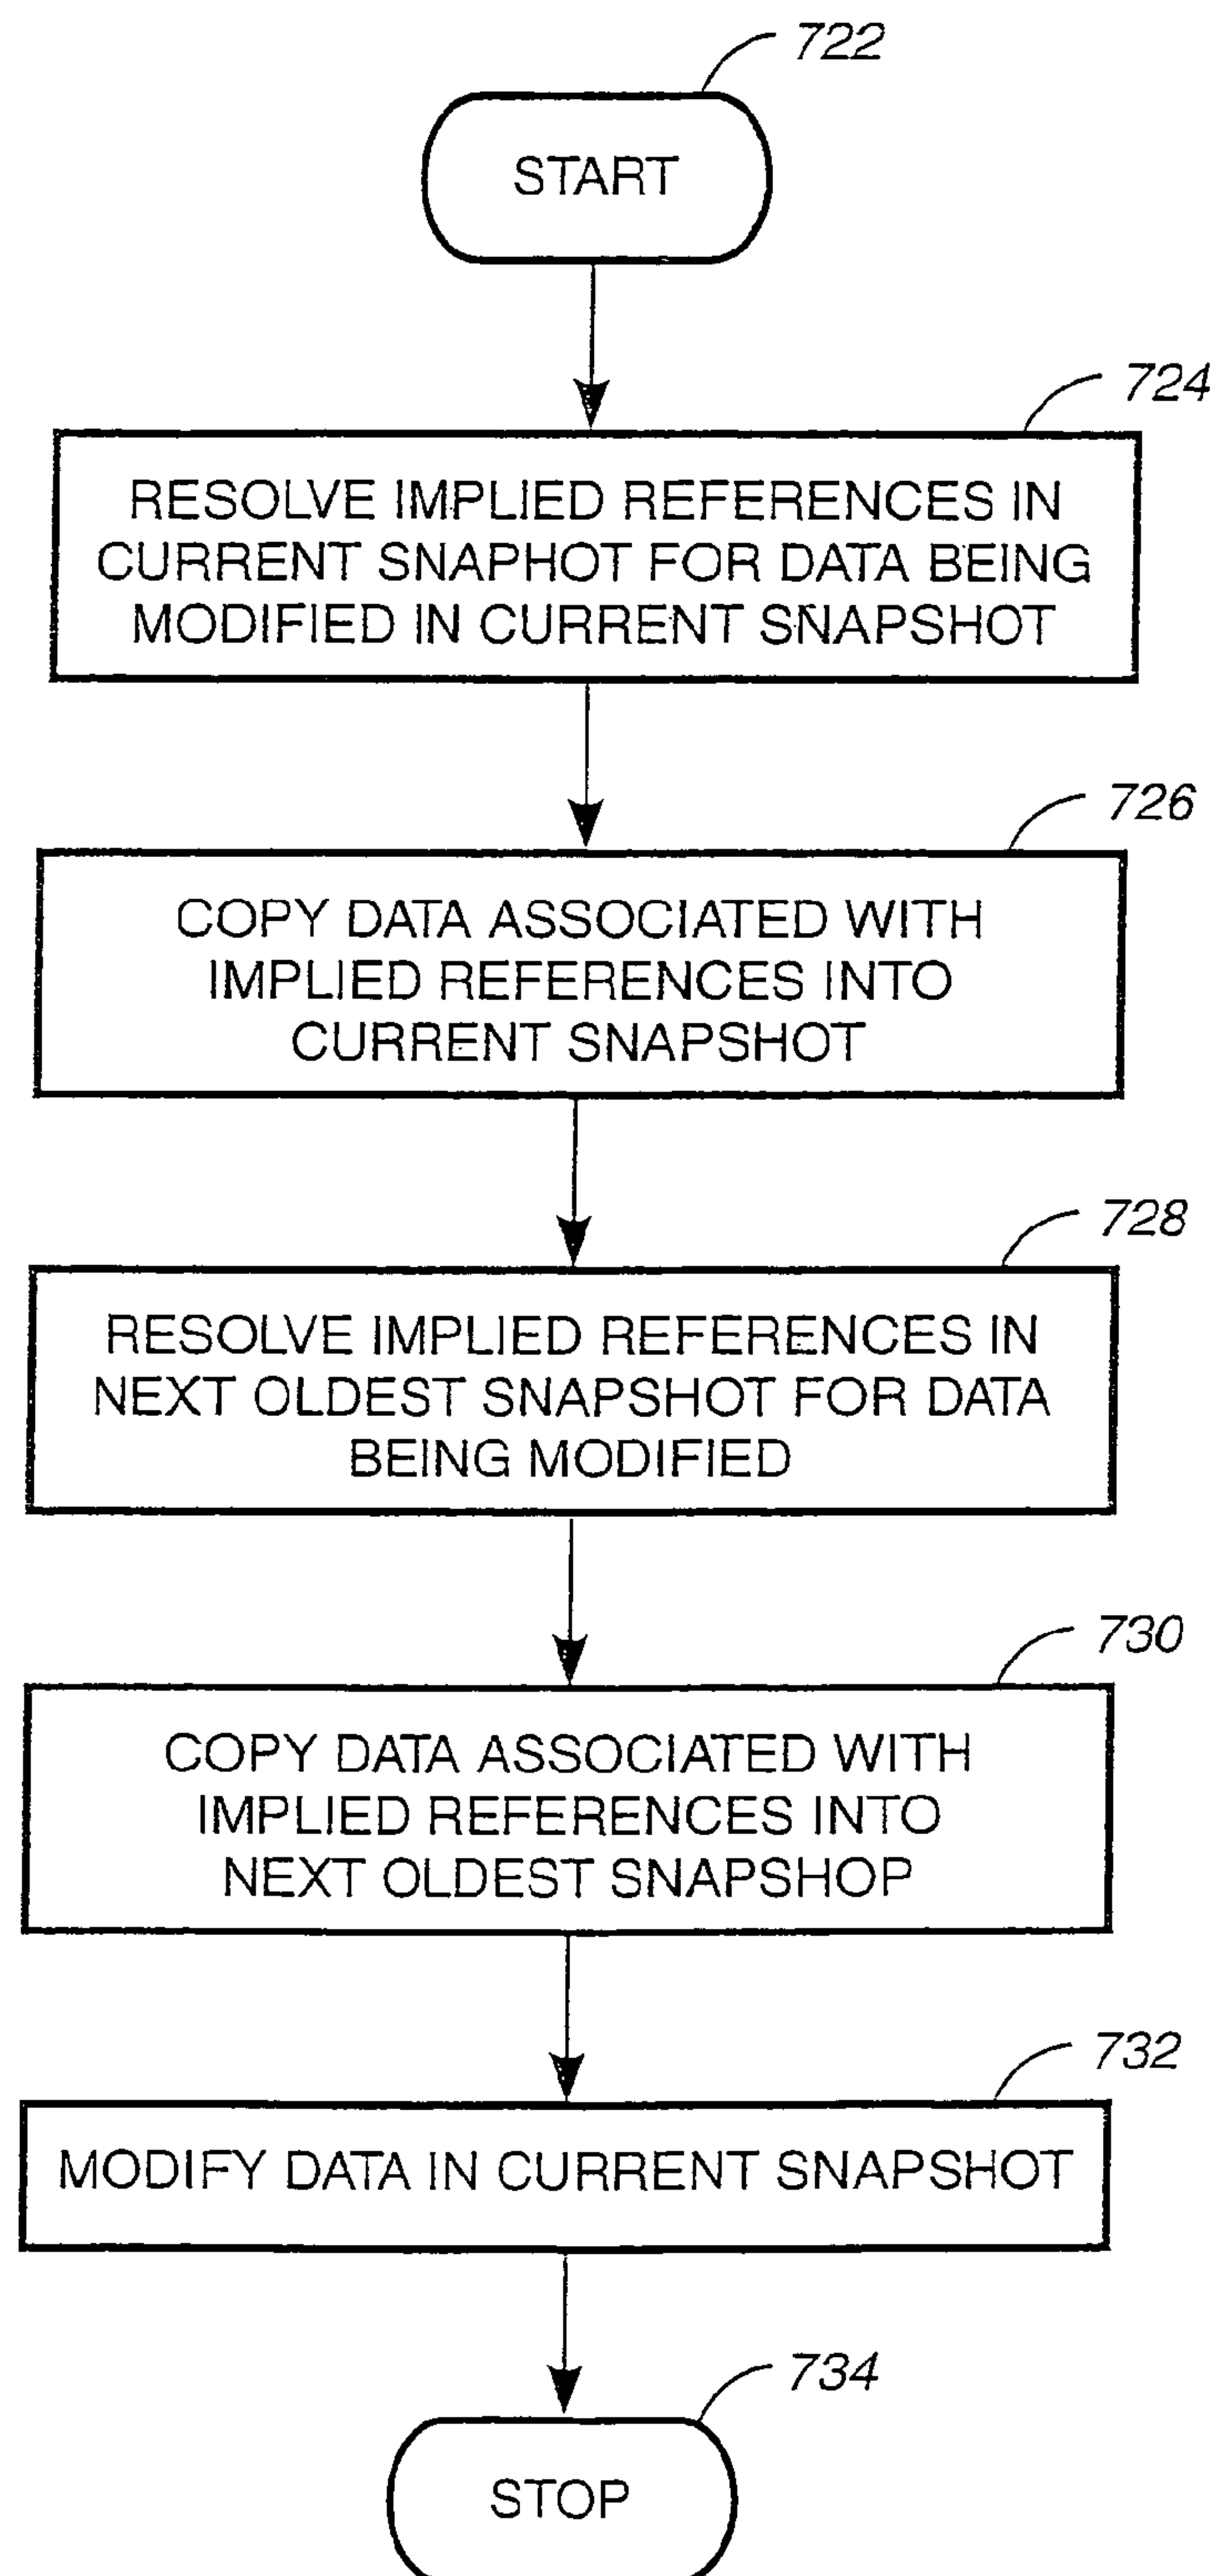 722
START
724
RESOLVE IMPLIED REFERENCES IN
CURRENT SNAPHOT FOR DATA BEING
MODIFIED IN CURRENT SNAPSHOT
726
COPY DATA ASSOCIATED WITH
IMPLIED REFERENCES INTO
CURRENT SNAPSHOT
728
RESOLVE IMPLIED REFERENCES IN
NEXT OLDEST SNAPSHOT FOR DATA
BEING MODIFIED
730
COPY DATA ASSOCIATED WITH
IMPLIED REFERENCES INTO
NEXT OLDEST SNAPSHOP
732
MODIFY DATA IN CURRENT SNAPSHOT
734
STOP